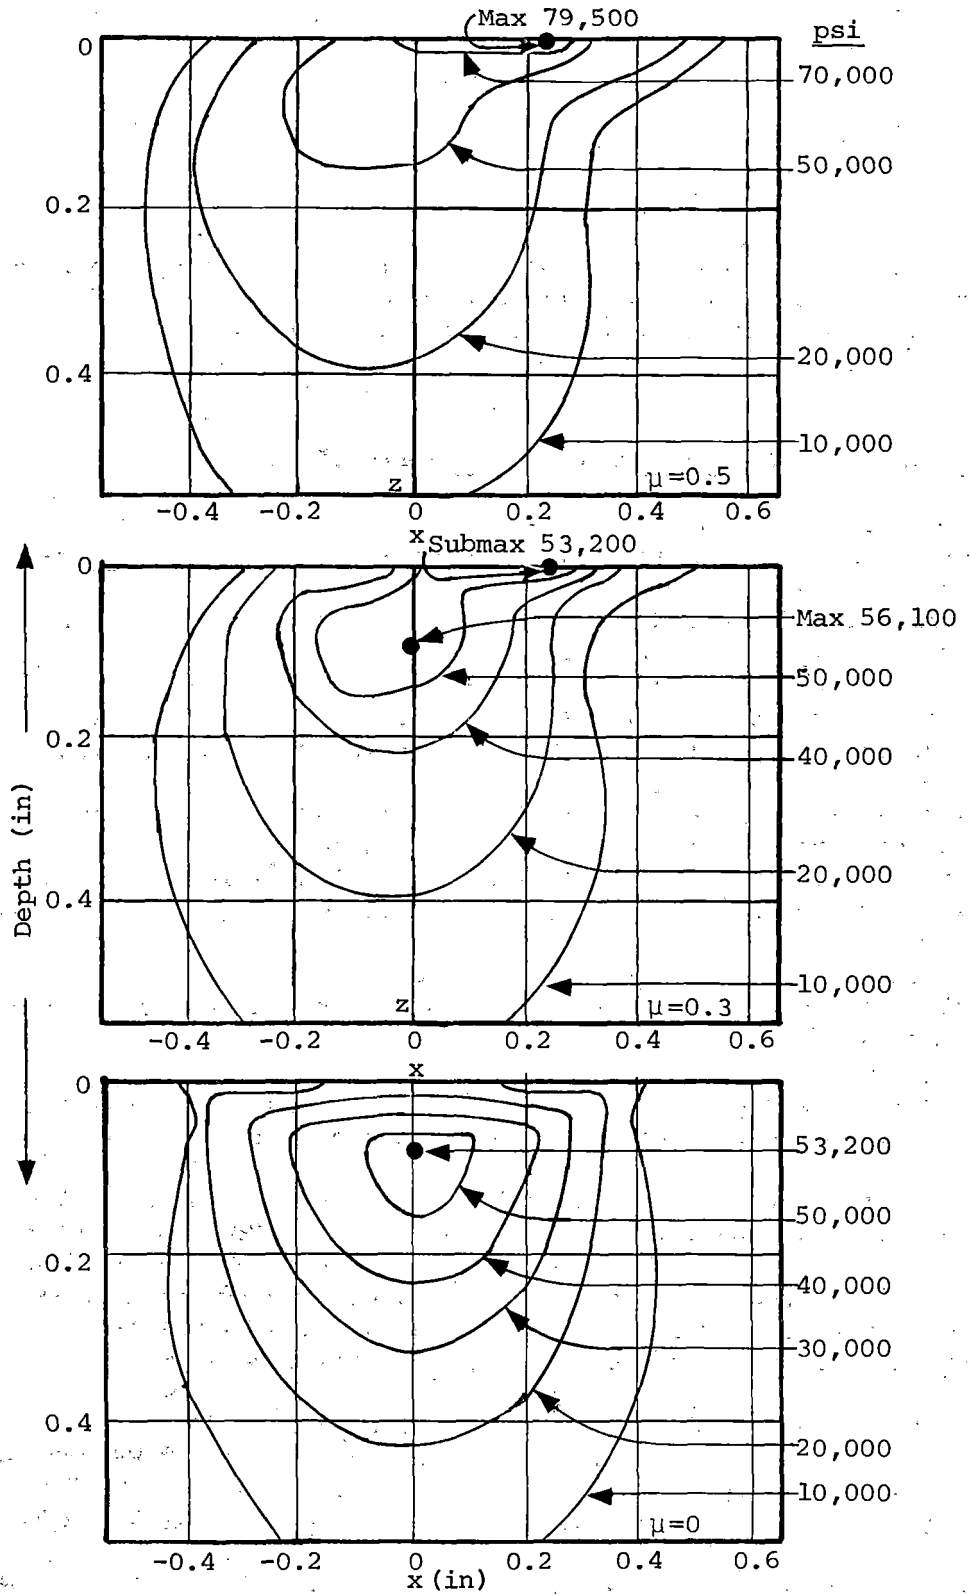 Max 79,500
psi
0
70,000
50,000
0.2
20,000
0.4
10,000
z
μ=0.5
-0.4 -0.2 0 0.2 0.4 0.6
x
Submax 53,200
0
Max 56,100
50,000
0.2
40,000
Depth (in)
20,000
0.4
10,000
z
μ=0.3
-0.4 -0.2 0 0.2 0.4 0.6
x
0
53,200
50,000
0.2
40,000
30,000
0.4
20,000
10,000
μ=0
-0.4 -0.2 0 0.2 0.4 0.6
x (in)